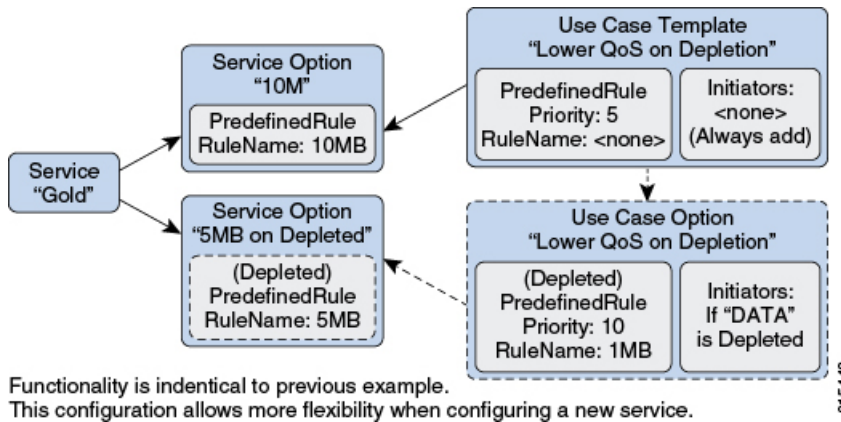 Service
“Gold”
Service Option
“10M”
PredefinedRule
RuleName: 10MB
Service Option
“5MB on Depleted”
(Depleted)
PredefinedRule
RuleName: 5MB
Use Case Template
“Lower QoS on Depletion”
PredefinedRule
Priority: 5
RuleName: <none>
Initiators:
<none>
(Always add)
Use Case Option
“Lower QoS on Depletion”
(Depleted)
PredefinedRule
Priority: 10
RuleName: 1MB
Initiators:
If “DATA”
is Depleted
Functionality is indentical to previous example.
This configuration allows more flexibility when configuring a new service.